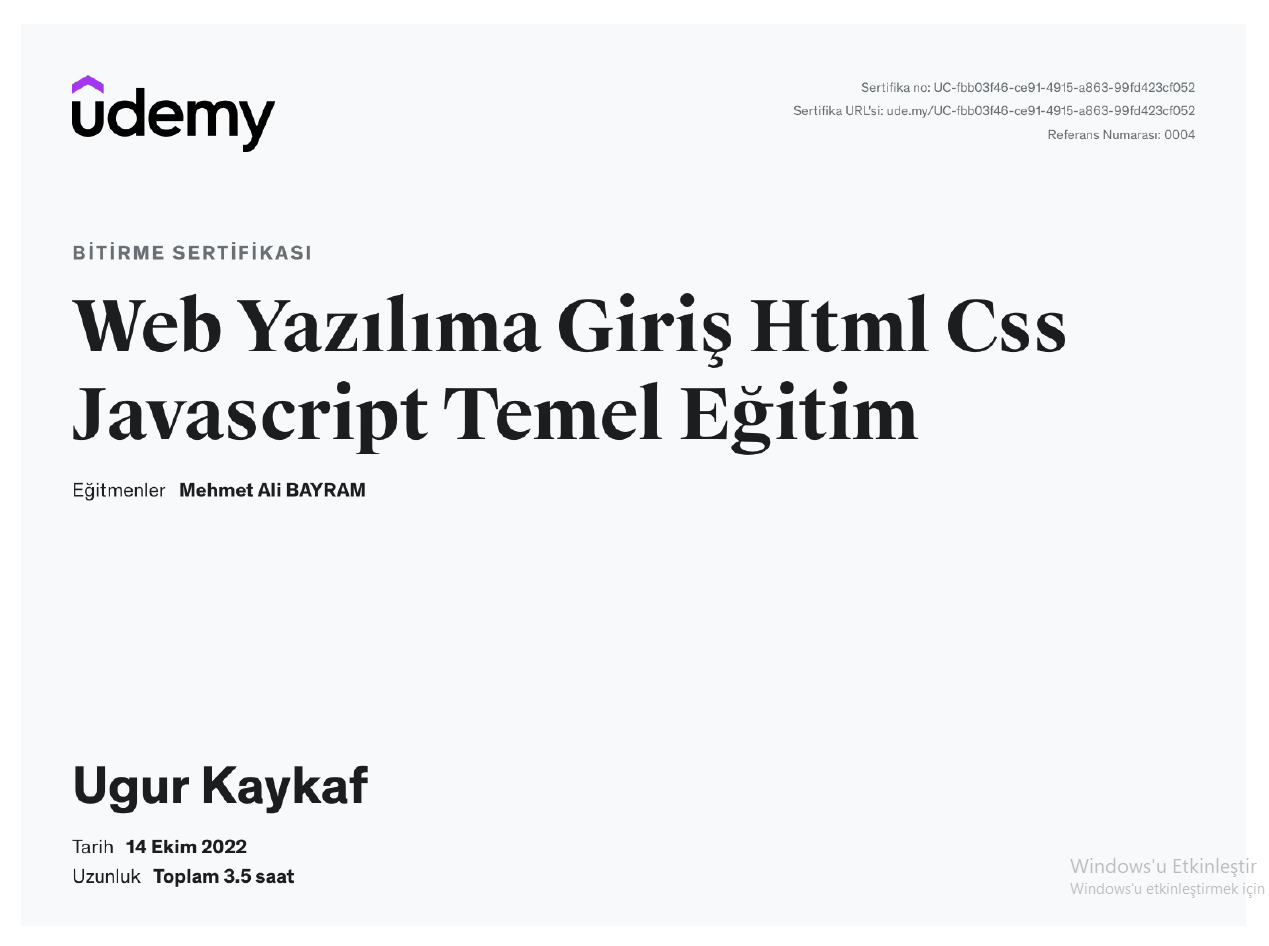 udemy
Sertifika no: UC-fbb03f46-ce91-4915-a863-99fd423cf052
Sertifika URL'si: ude.my/UC-fbb03f46-ce91-4915-a863-99fd423cf052
Referans Numarası: 0004
BİTİRME SERTİFİKASI
Web Yazılıma Giriş Html Css
Javascript Temel Eğitim
Eğitmenler Mehmet Ali BAYRAM
Ugur Kaykaf
Tarih 14 Ekim 2022
Uzunluk Toplam 3.5 saat
Windows'u Etkinleştir
Windows'u etkinleştirmek için